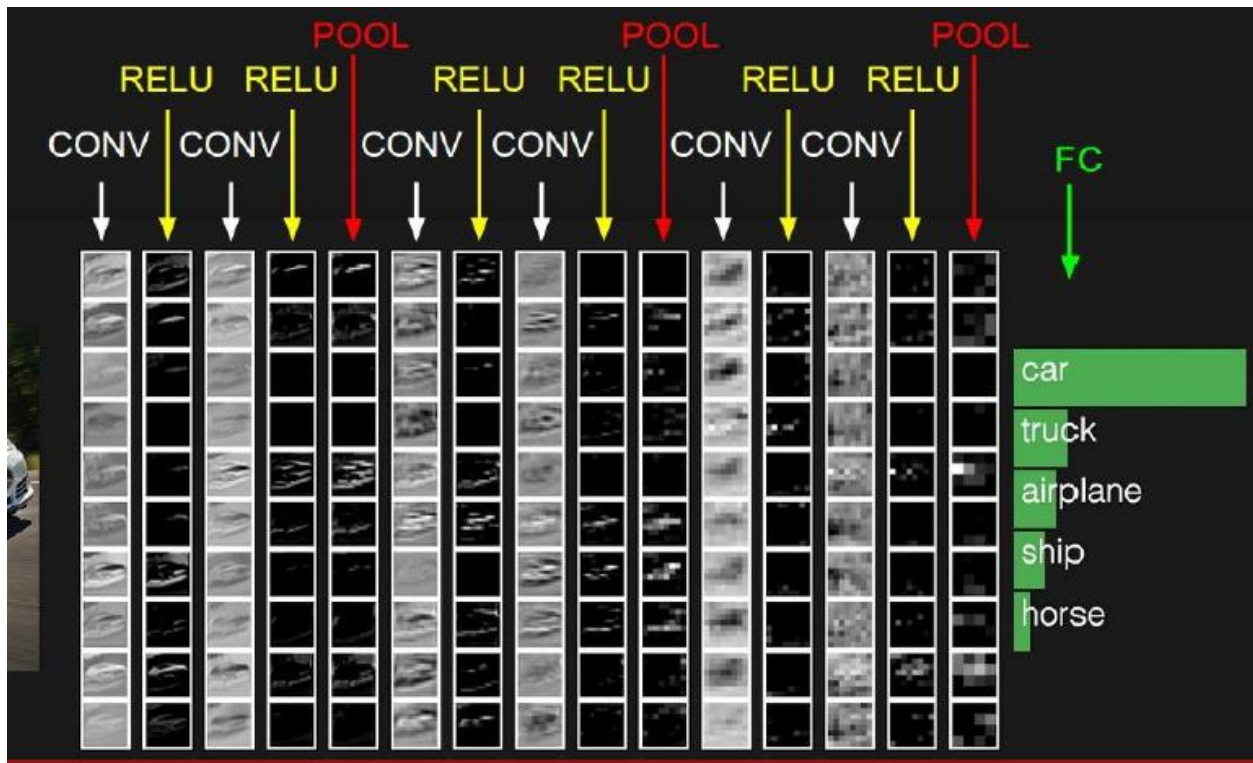 POOL POOL POOL
RELU RELU RELU RELU RELU RELU
CONV CONV CONV CONV CONV CONV
FC
car
truck
airplane
ship
horse